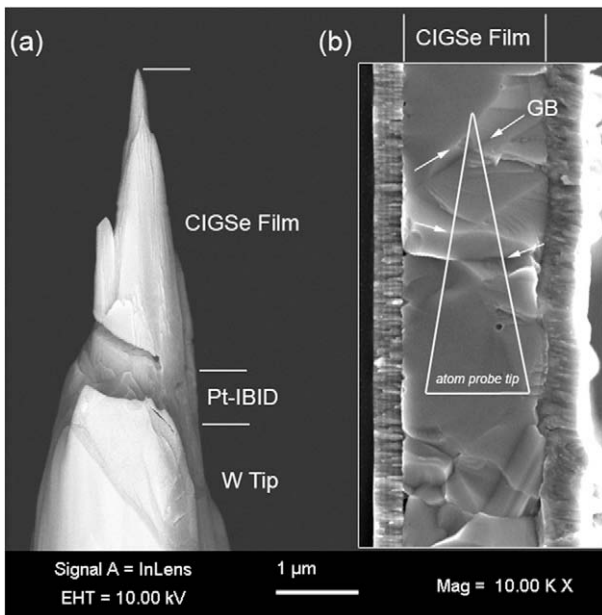 (a)
CIGSe Film
Pt-IBID
W Tip
(b)
CIGSe Film
GB
atom probe tip
Signal A = InLens
EHT = 10.00 kV
1 µm
Mag = 10.00 K X